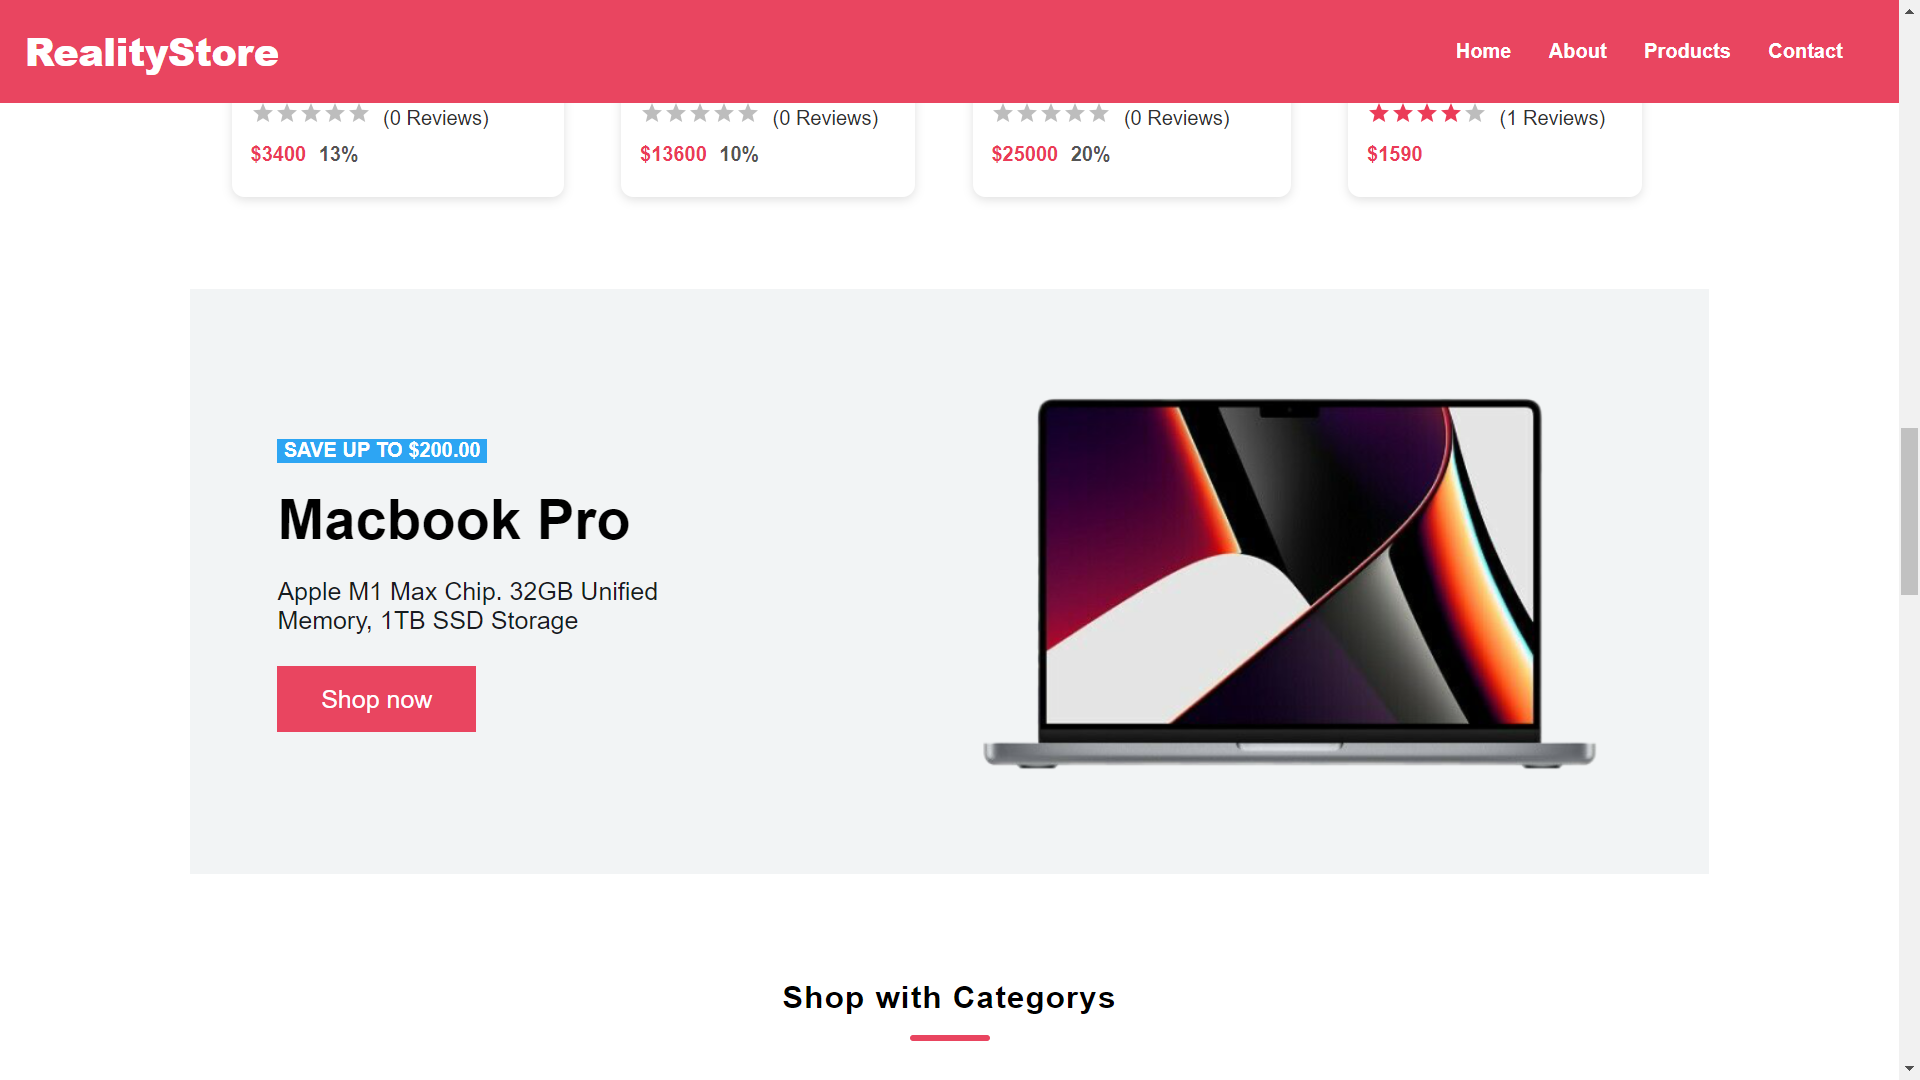 RealityStore
Home About Products Contact
(0 Reviews) (0 Reviews) (0 Reviews) (1 Reviews)
$3400 13% $13600 10% $25000 20% $1590
SAVE UP TO $200.00
Macbook Pro
Apple M1 Max Chip. 32GB Unified
Memory, 1TB SSD Storage
Shop now
Shop with Categorys